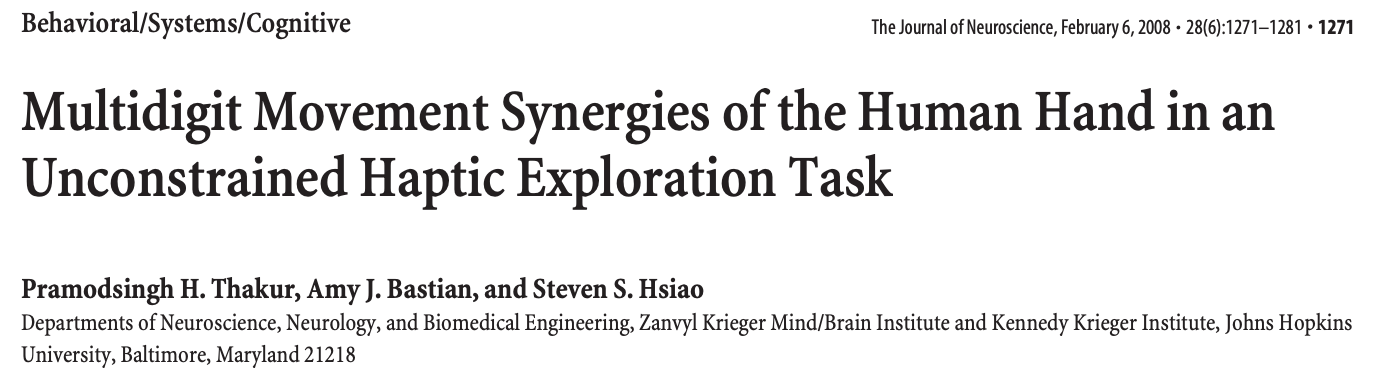 Behavioral/Systems/Cognitive
The Journal of Neuroscience, February 6, 2008 • 28(6):1271–1281 • 1271
Multidigit Movement Synergies of the Human Hand in an
Unconstrained Haptic Exploration Task
Pramodsingh H. Thakur, Amy J. Bastian, and Steven S. Hsiao
Departments of Neuroscience, Neurology, and Biomedical Engineering, Zanvyl Krieger Mind/Brain Institute and Kennedy Krieger Institute, Johns Hopkins
University, Baltimore, Maryland 21218